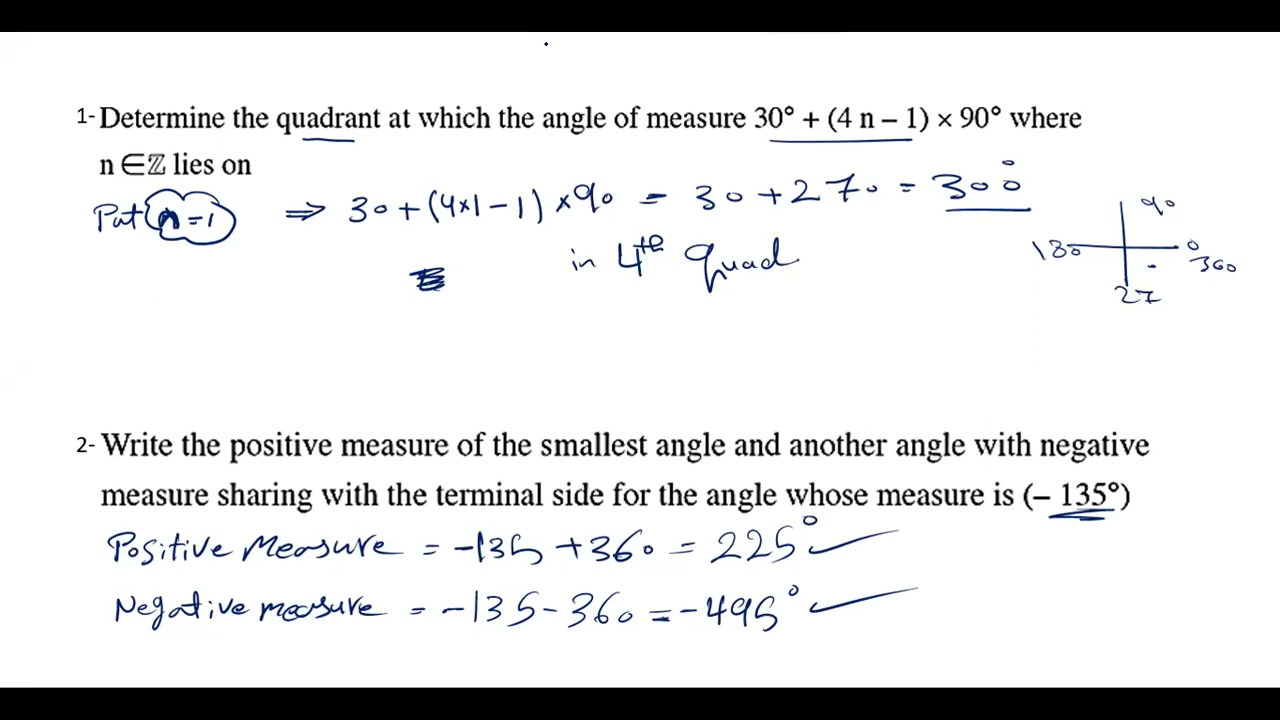 1- Determine the quadrant at which the angle of measure 30° + (4 n – 1) × 90° where
n ∈ ℤ lies on
Put n = 1 ⇒ 30 + (4×1 – 1) × 90 = 30 + 270 = 300°
in 4th quad
90
180
0
360
27
2- Write the positive measure of the smallest angle and another angle with negative
measure sharing with the terminal side for the angle whose measure is (– 135°)
Positive Measure = -135 + 360 = 225°
Negative measure = -135 - 360 = -495°